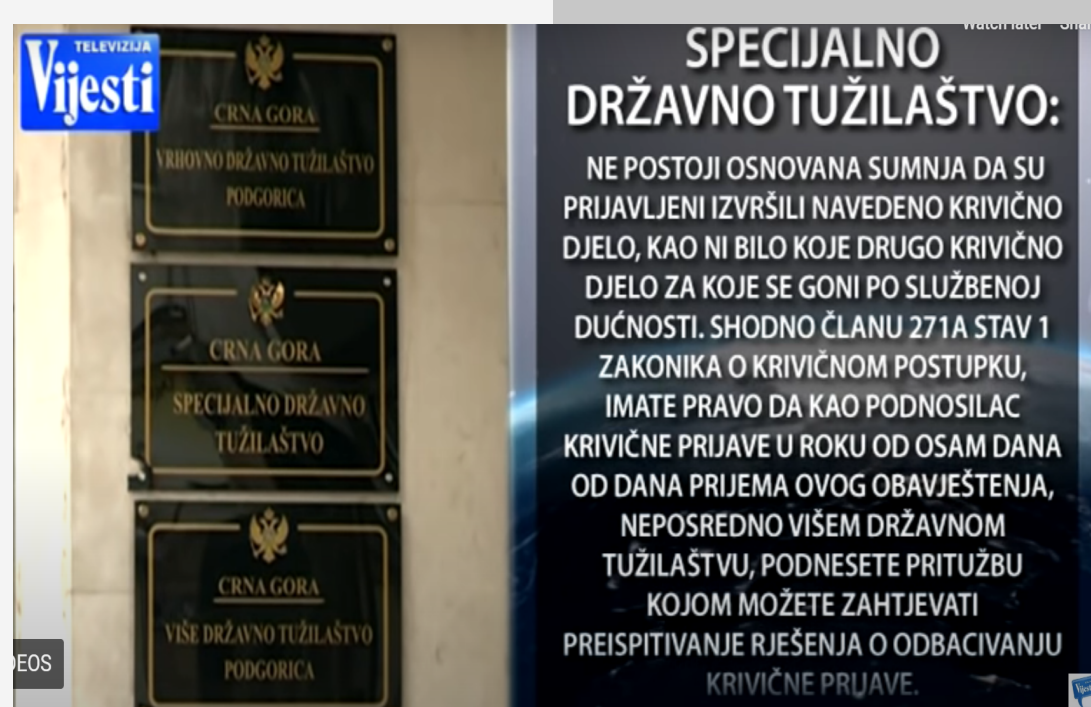 Watch later
TELEVIZIJA
Vijesti
CRNA GORA
VRHOVNO DRŽAVNO TUŽILAŠTVO
PODGORICA
CRNA GORA
SPECIJALNO DRŽAVNO
TUŽILAŠTVO
CRNA GORA
VIŠE DRŽAVNO TUŽILAŠTVO
PODGORICA
DEOS
SPECIJALNO
DRŽAVNO TUŽILAŠTVO:
NE POSTOJI OSNOVANA SUMNJA DA SU
PRIJAVLJENI IZVRŠILI NAVEDENO KRIVIČNO
DJELO, KAO NI BILO KOJE DRUGO KRIVIČNO
DJELO ZA KOJE SE GONI PO SLUŽBENOJ
DUĆNOSTI. SHODNO ČLANU 271A STAV 1
ZAKONIKA O KRIVIČNOM POSTUPKU,
IMATE PRAVO DA KAO PODNOSILAC
KRIVIČNE PRIJAVE U ROKU OD OSAM DANA
OD DANA PRIJEMA OVOG OBAVJEŠTENJA,
NEPOSREDNO VIŠEM DRŽAVNOM
TUŽILAŠTVU, PODNESETE PRITUŽBU
KOJOM MOŽETE ZAHTJEVATI
PREISPITIVANJE RJEŠENJA O ODBACIVANJU
KRIVIČNE PRIJAVE.